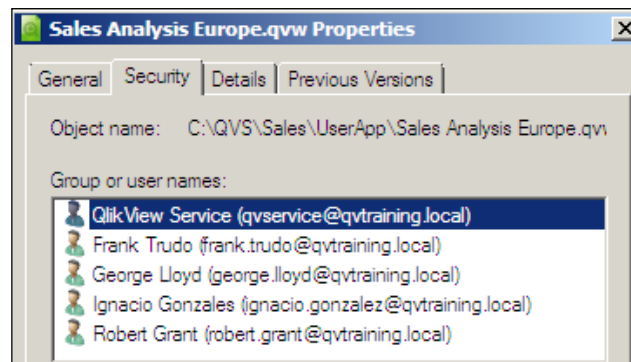 Sales Analysis Europe.qvw Properties
General Security Details Previous Versions
Object name: C:\QVS\Sales\UserApp\Sales Analysis Europe.qvw
Group or user names:
QlikView Service (qvservice@qvtraining.local)
Frank Trudo (frank.trudo@qvtraining.local)
George Lloyd (george.lloyd@qvtraining.local)
Ignacio Gonzales (ignacio.gonzalez@qvtraining.local)
Robert Grant (robert.grant@qvtraining.local)